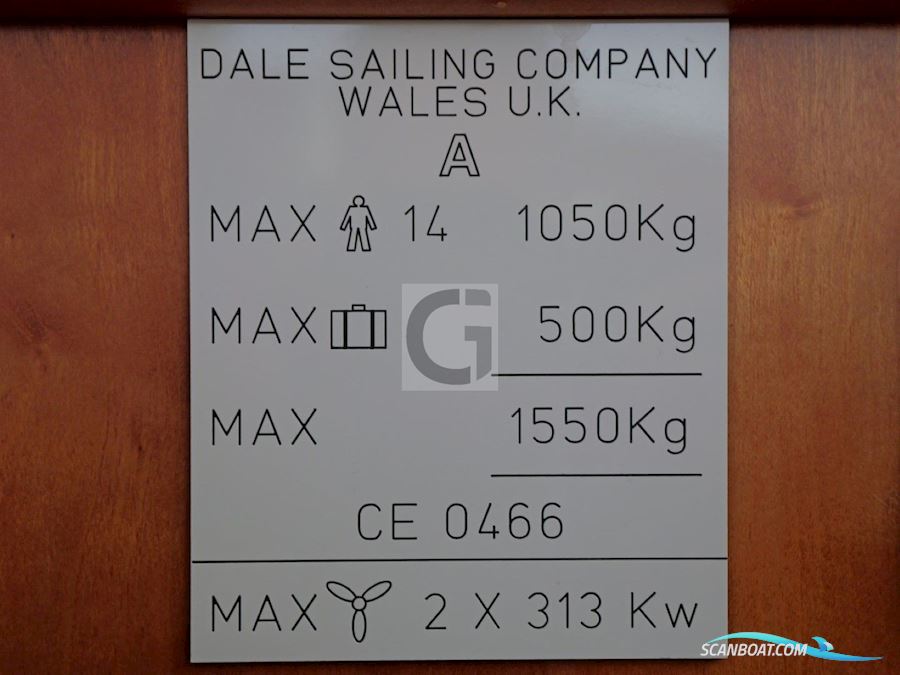 DALE SAILING COMPANY
WALES U.K.
A
MAX 14 1050Kg
MAX 500Kg
G
MAX 1550Kg
CE 0466
MAX 2 X 313 Kw
SCANBOAT.COM